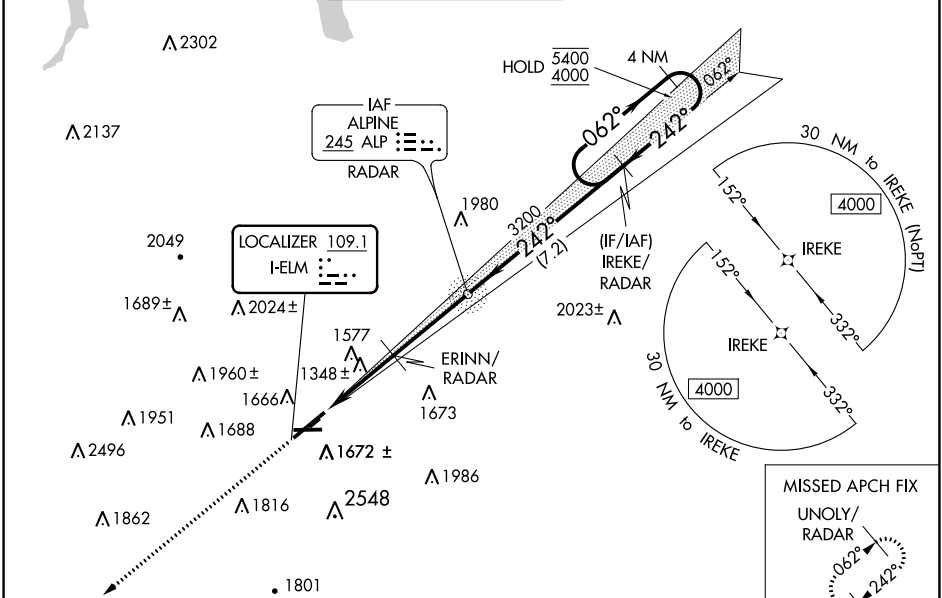 2302
HOLD 5400
4000
4 NM
062°
062°
242°
2137
IAF
ALPINE
245 ALP
RADAR
1980
3200
242°
(7.2)
(IF/IAF)
IREKE/
RADAR
30 NM to IREKE (NoPT)
4000
152°
IREKE
332°
2049
LOCALIZER 109.1
I-ELM
1689 ±
2024 ±
2023 ±
152°
IREKE
332°
4000
30 NM to IREKE
1577
1348 ±
ERINN/
RADAR
1960 ±
1666
1673
1951
1688
2496
1672 ±
1986
1816
2548
1862
1801
MISSED APCH FIX
UNOLY/
RADAR
062°
242°